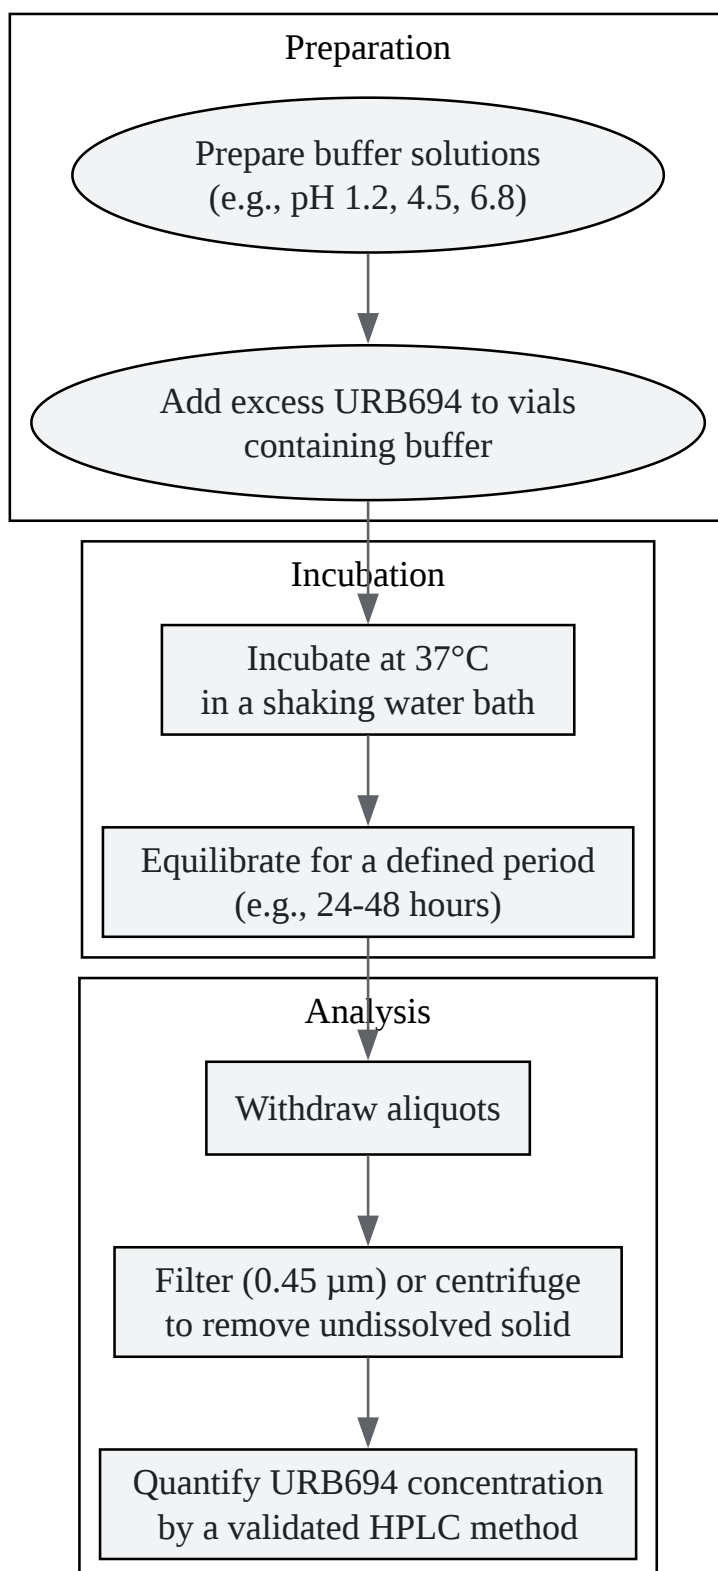 Preparation
Prepare buffer solutions
(e.g., pH 1.2, 4.5, 6.8)
Add excess URB694 to vials
containing buffer
Incubation
Incubate at 37°C
in a shaking water bath
Equilibrate for a defined period
(e.g., 24-48 hours)
Analysis
Withdraw aliquots
Filter (0.45 µm) or centrifuge
to remove undissolved solid
Quantify URB694 concentration
by a validated HPLC method